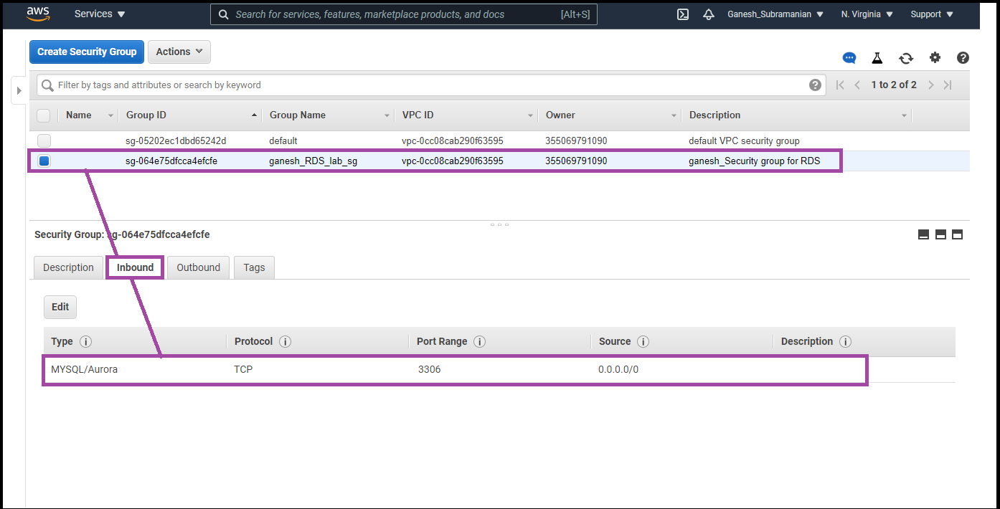 aws Services Search for services, features, marketplace products, and docs [Alt+S] Ganesh_Subramanian N. Virginia Support
Create Security Group Actions
Filter by tags and attributes or search by keyword 1 to 2 of 2
Name Group ID Group Name VPC ID Owner Description
sg-05202ec1dbd65242d default vpc-0cc08cab290f63595 355069791090 default VPC security group
sg-064e75dfcca4efcfe ganesh_RDS_lab_sg vpc-0cc08cab290f63595 355069791090 ganesh_Security group for RDS
Security Group: sg-064e75dfcca4efcfe
Description Inbound Outbound Tags
Edit
Type Protocol Port Range Source Description
MYSQL/Aurora TCP 3306 0.0.0.0/0